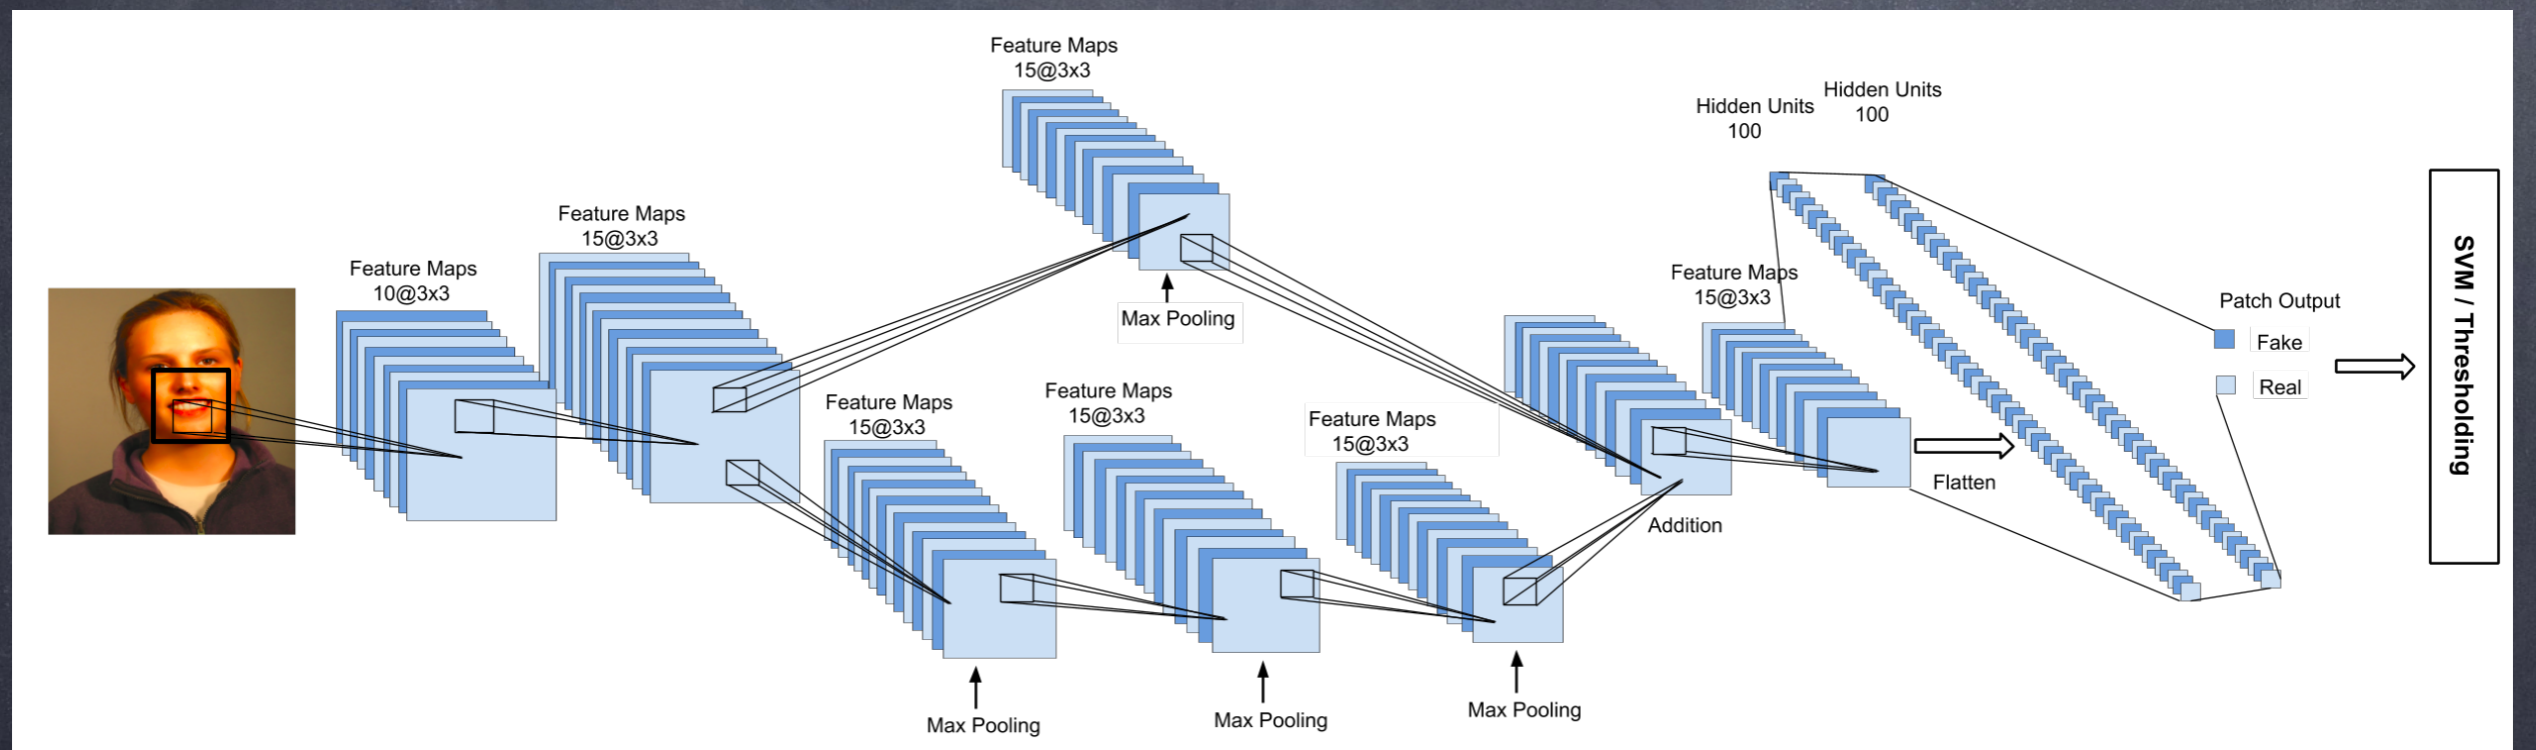 Feature Maps
10@3x3
Feature Maps
15@3x3
Feature Maps
15@3x3
Max Pooling
Feature Maps
15@3x3
Max Pooling
Feature Maps
15@3x3
Max Pooling
Feature Maps
15@3x3
Max Pooling
Addition
Feature Maps
15@3x3
Flatten
Hidden Units
100
Hidden Units
100
Patch Output
Fake
Real
SVM / Thresholding